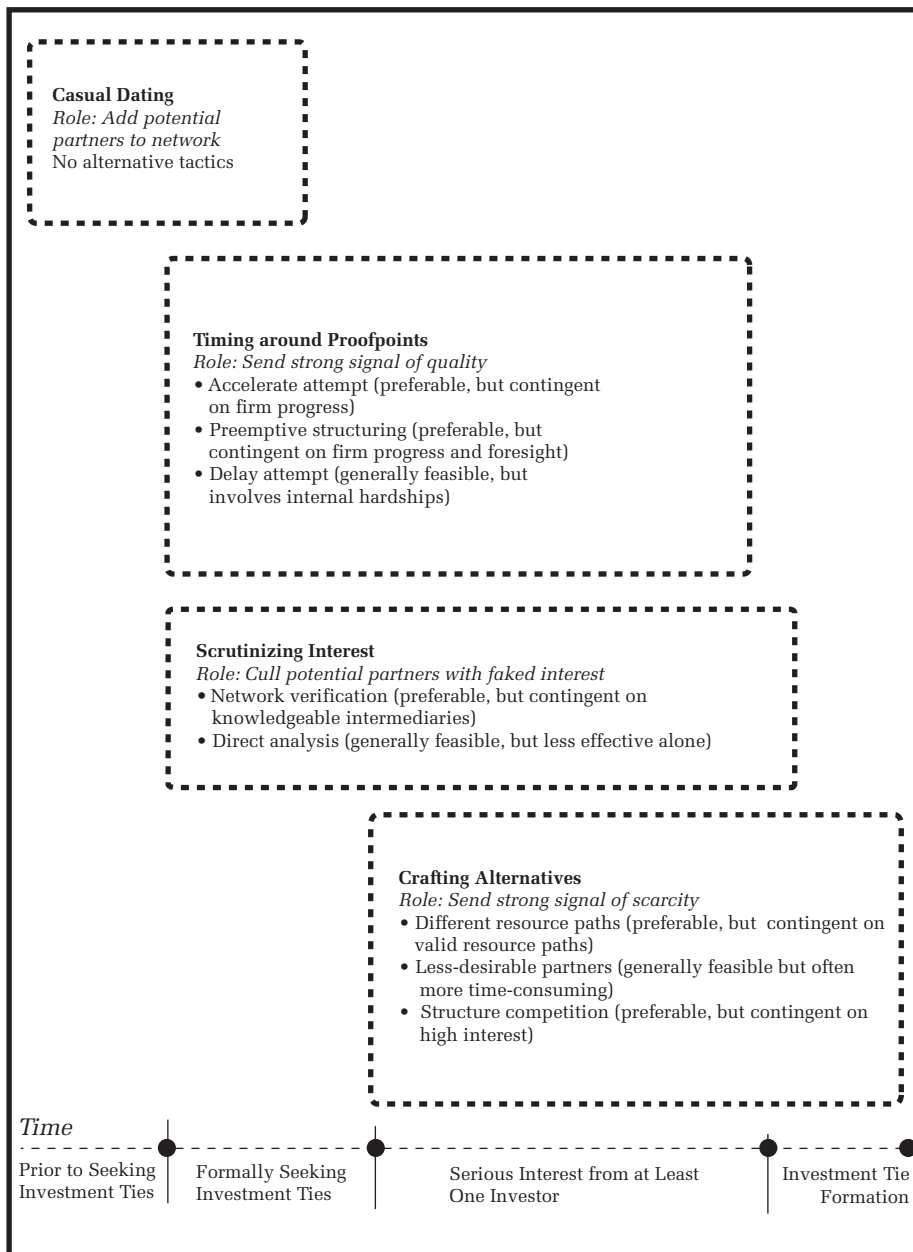 Casual Dating
Role: Add potential
partners to network
No alternative tactics
Timing around Proofpoints
Role: Send strong signal of quality
• Accelerate attempt (preferable, but contingent
on firm progress)
• Preemptive structuring (preferable, but
contingent on firm progress and foresight)
• Delay attempt (generally feasible, but
involves internal hardships)
Scrutinizing Interest
Role: Cull potential partners with faked interest
• Network verification (preferable, but contingent on
knowledgeable intermediaries)
• Direct analysis (generally feasible, but less effective alone)
Crafting Alternatives
Role: Send strong signal of scarcity
• Different resource paths (preferable, but contingent on
valid resource paths)
• Less-desirable partners (generally feasible but often
more time-consuming)
• Structure competition (preferable, but contingent on
high interest)
Time
Prior to Seeking
Investment Ties
Formally Seeking
Investment Ties
Serious Interest from at Least
One Investor
Investment Tie
Formation